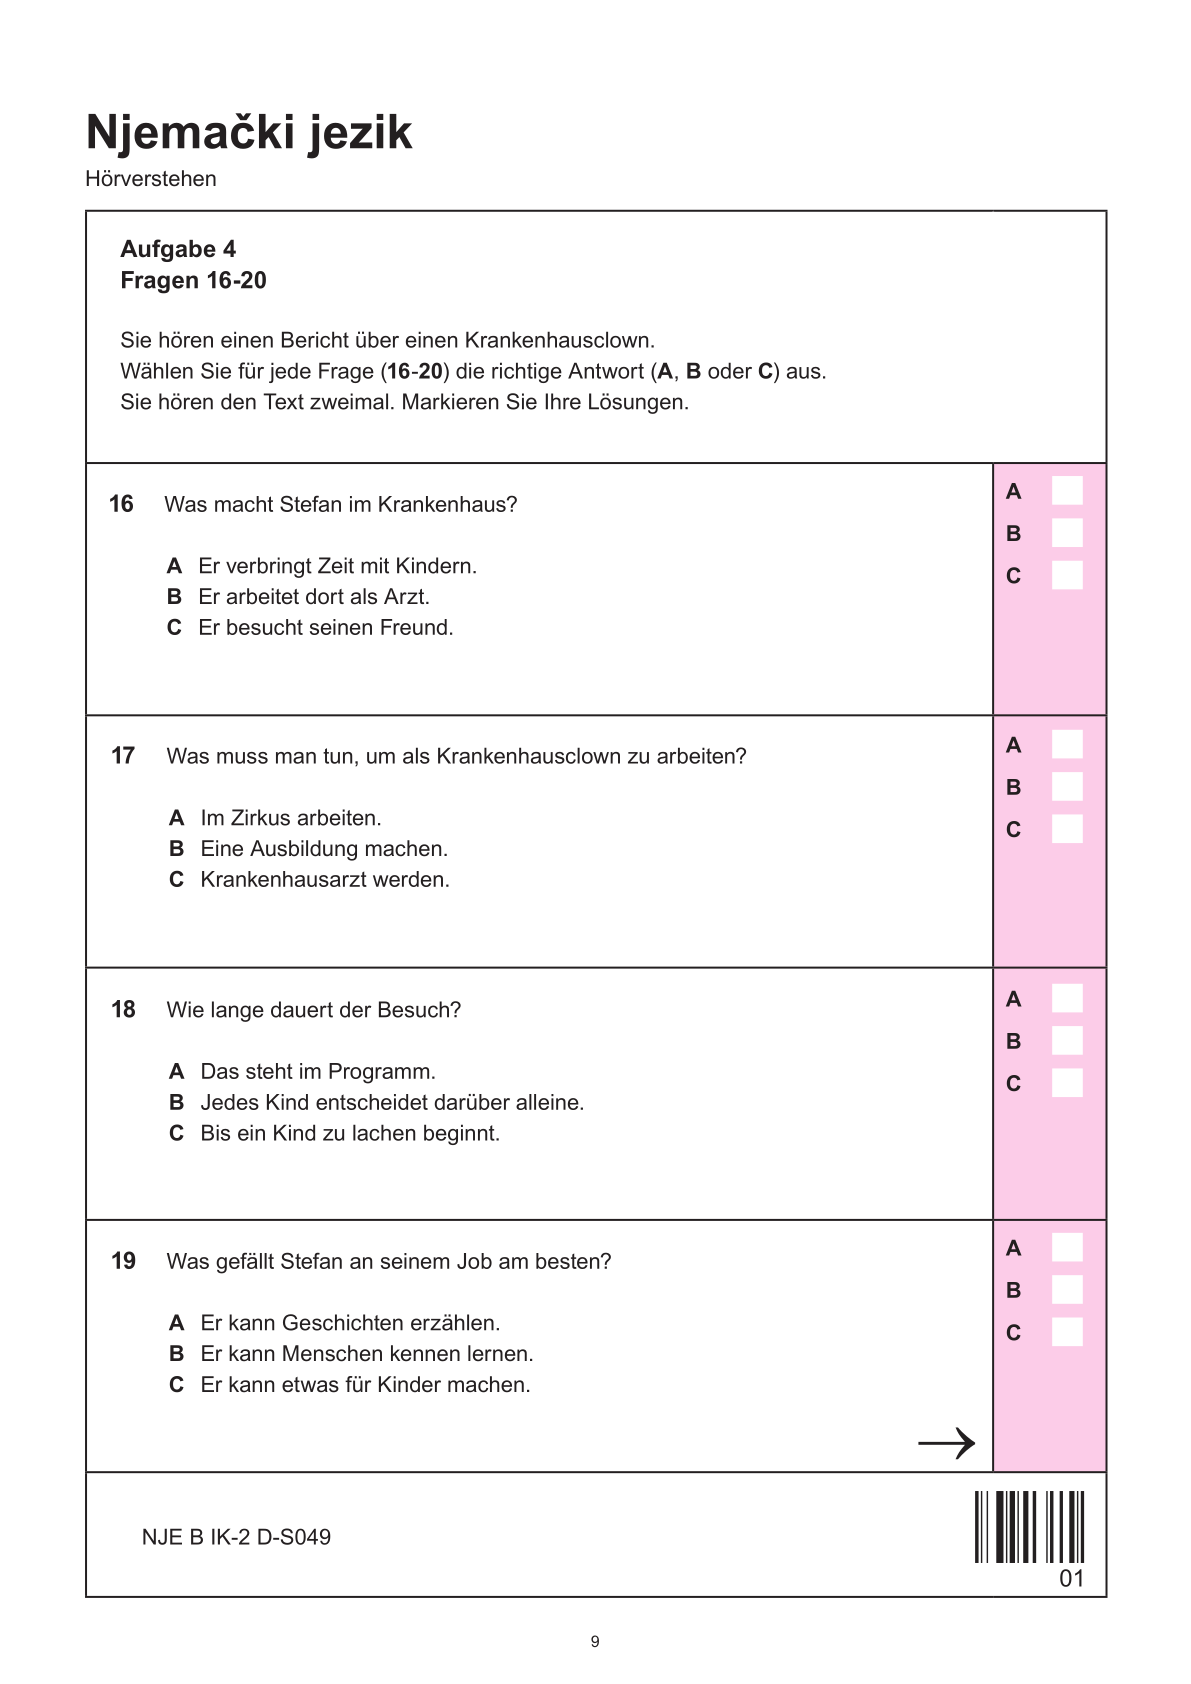 Njemački jezik
Hörverstehen
Aufgabe 4
Fragen 16-20
Sie hören einen Bericht über einen Krankenhausclown.
Wählen Sie für jede Frage (16-20) die richtige Antwort (A, B oder C) aus.
Sie hören den Text zweimal. Markieren Sie Ihre Lösungen.
16 Was macht Stefan im Krankenhaus?
A Er verbringt Zeit mit Kindern.
B Er arbeitet dort als Arzt.
C Er besucht seinen Freund.
A
B
C
17 Was muss man tun, um als Krankenhausclown zu arbeiten?
A Im Zirkus arbeiten.
B Eine Ausbildung machen.
C Krankenhausarzt werden.
A
B
C
18 Wie lange dauert der Besuch?
A Das steht im Programm.
B Jedes Kind entscheidet darüber alleine.
C Bis ein Kind zu lachen beginnt.
A
B
C
19 Was gefällt Stefan an seinem Job am besten?
A Er kann Geschichten erzählen.
B Er kann Menschen kennen lernen.
C Er kann etwas für Kinder machen.
A
B
C
NJE B IK-2 D-S049
01
9